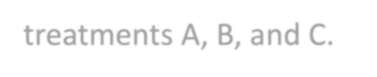 treatments A, B, and C.